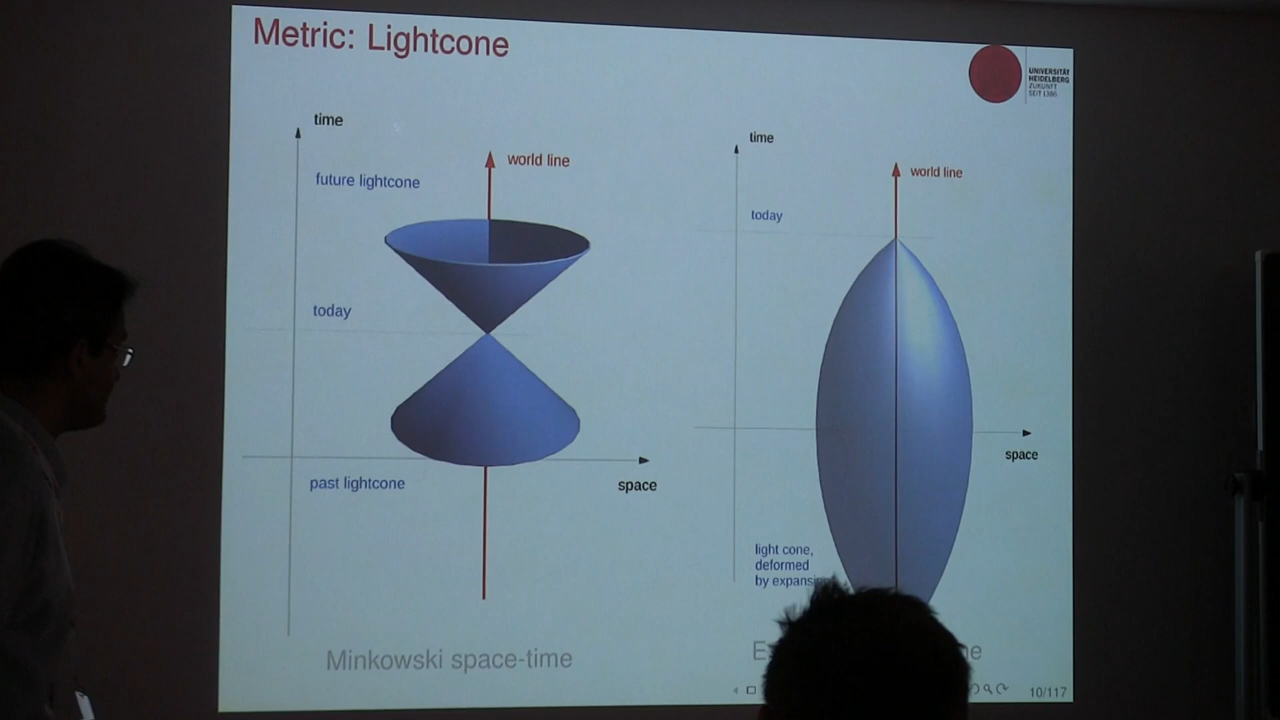 Metric: Lightcone
UNIVERSITÄT
HEIDELBERG
ZUKUNFT
SEIT 1386
time
world line
future lightcone
today
space
past lightcone
Minkowski space-time
time
world line
today
space
light cone,
deformed
by
10/117